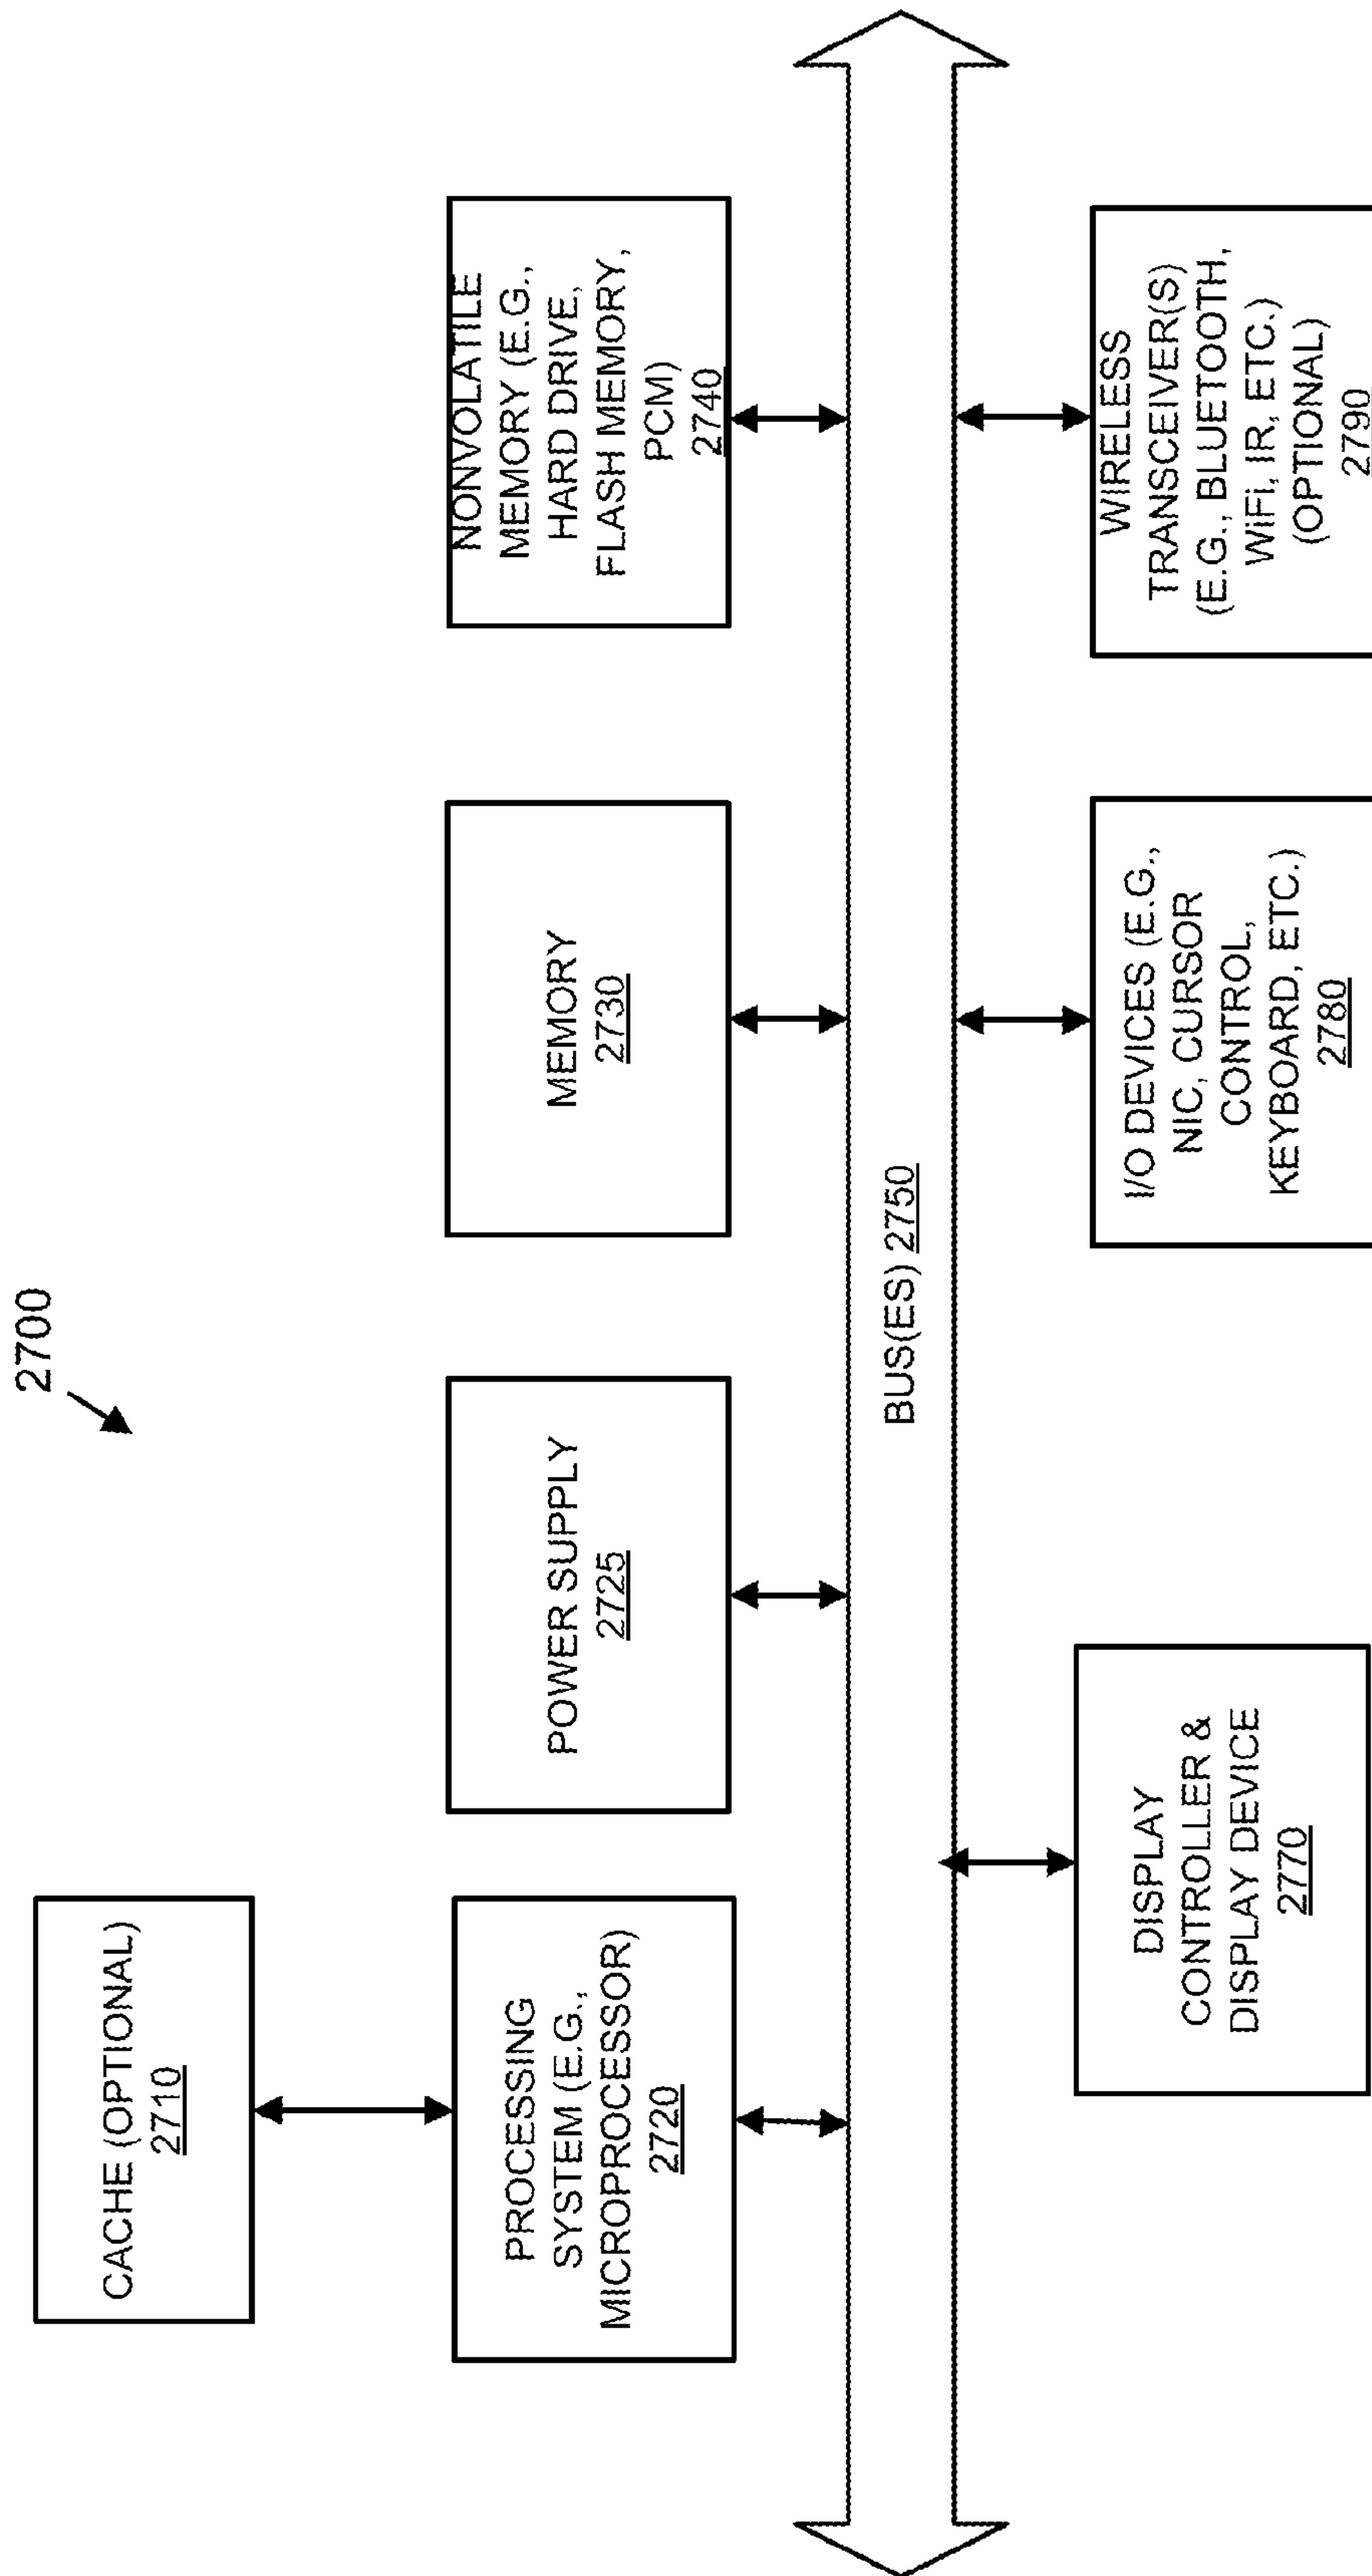 2700
CACHE (OPTIONAL)
2710
PROCESSING
SYSTEM (E.G.,
MICROPROCESSOR)
2720
POWER SUPPLY
2725
MEMORY
2730
NONVOLATILE
MEMORY (E.G.,
HARD DRIVE,
FLASH MEMORY,
PCM)
2740
BUS(ES) 2750
DISPLAY
CONTROLLER &
DISPLAY DEVICE
2770
I/O DEVICES (E.G.,
NIC, CURSOR
CONTROL,
KEYBOARD, ETC.)
2780
WIRELESS
TRANSCEIVER(S)
(E.G., BLUETOOTH,
WiFi, IR, ETC.)
(OPTIONAL)
2790